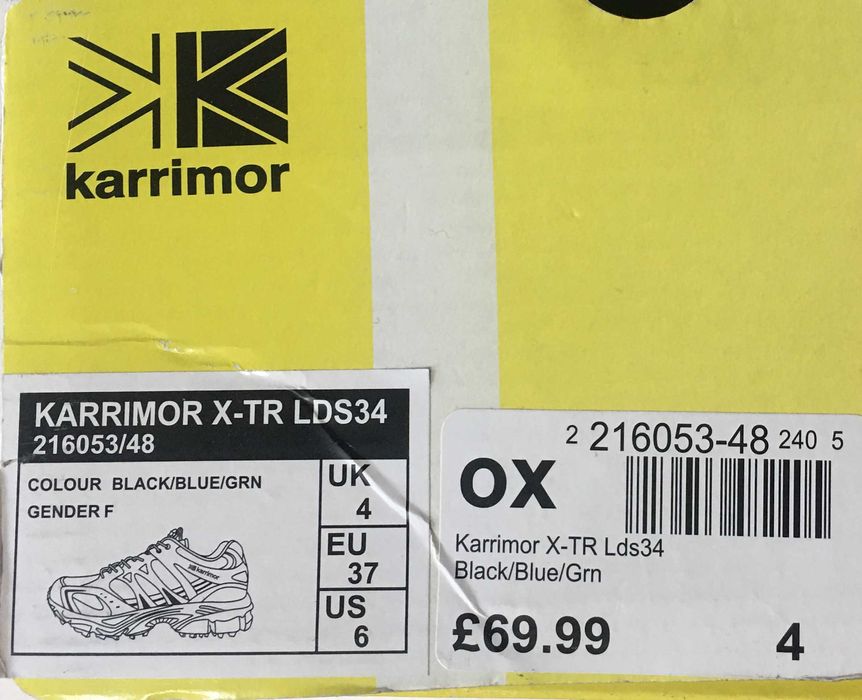 karrimor
KARRIMOR X-TR LDS34
216053/48
COLOUR BLACK/BLUE/GRN
GENDER F
karrimor
UK
4
EU
37
US
6
2 216053-48 240 5
OX
Karrimor X-TR Lds34
Black/Blue/Grn
£69.99
4